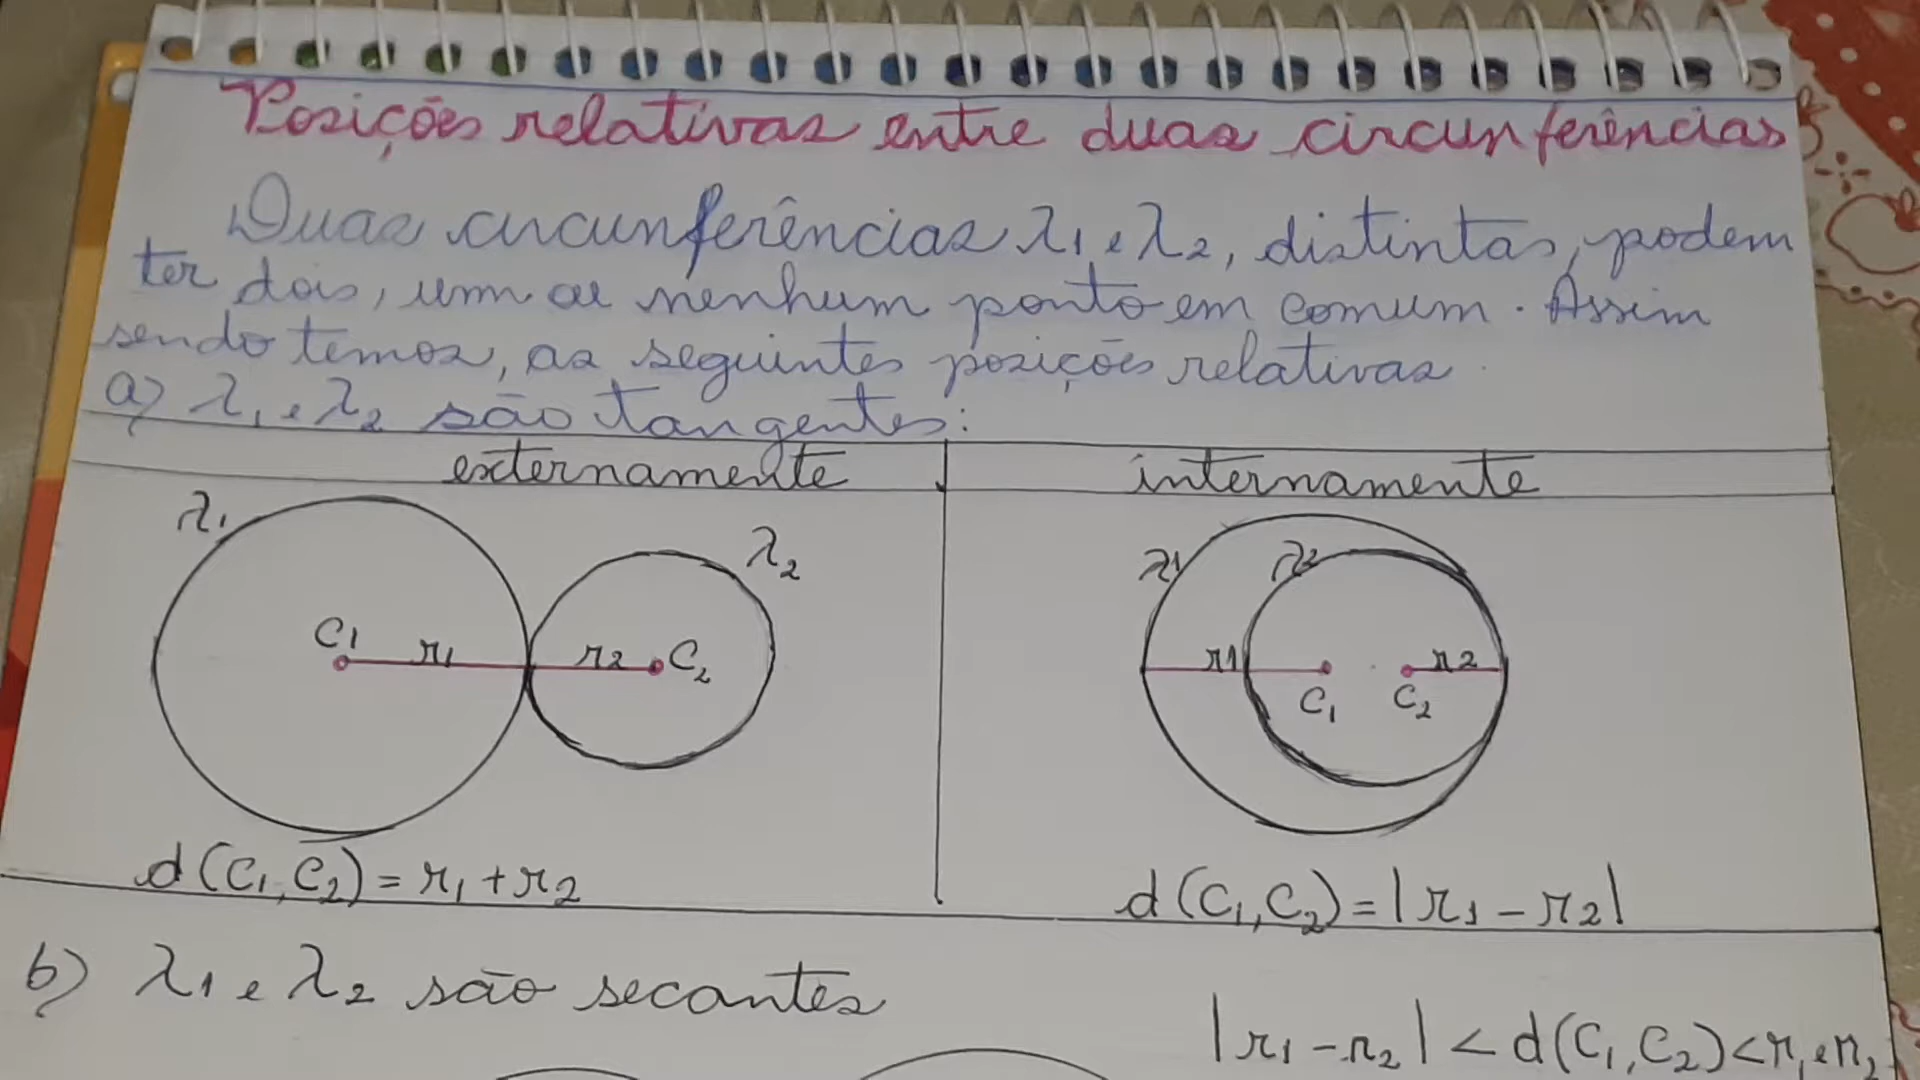 Posições relativas entre duas circunferências
Duas circunferências λ1 e λ2, distintas, podem
ter dois, um ou nenhum ponto em comum. Assim
sendo temos, as seguintes posições relativas.
a) λ1 e λ2 são tangentes:
externamente
λ1
λ2
C1
r1
r2
C2
d(C1,C2) = r1 + r2
internamente
λ1
λ2
r1
r2
C1
C2
d(C1,C2) = |r1 - r2|
b) λ1 e λ2 são secantes
|r1 - r2| < d(C1,C2) < r1 e r2